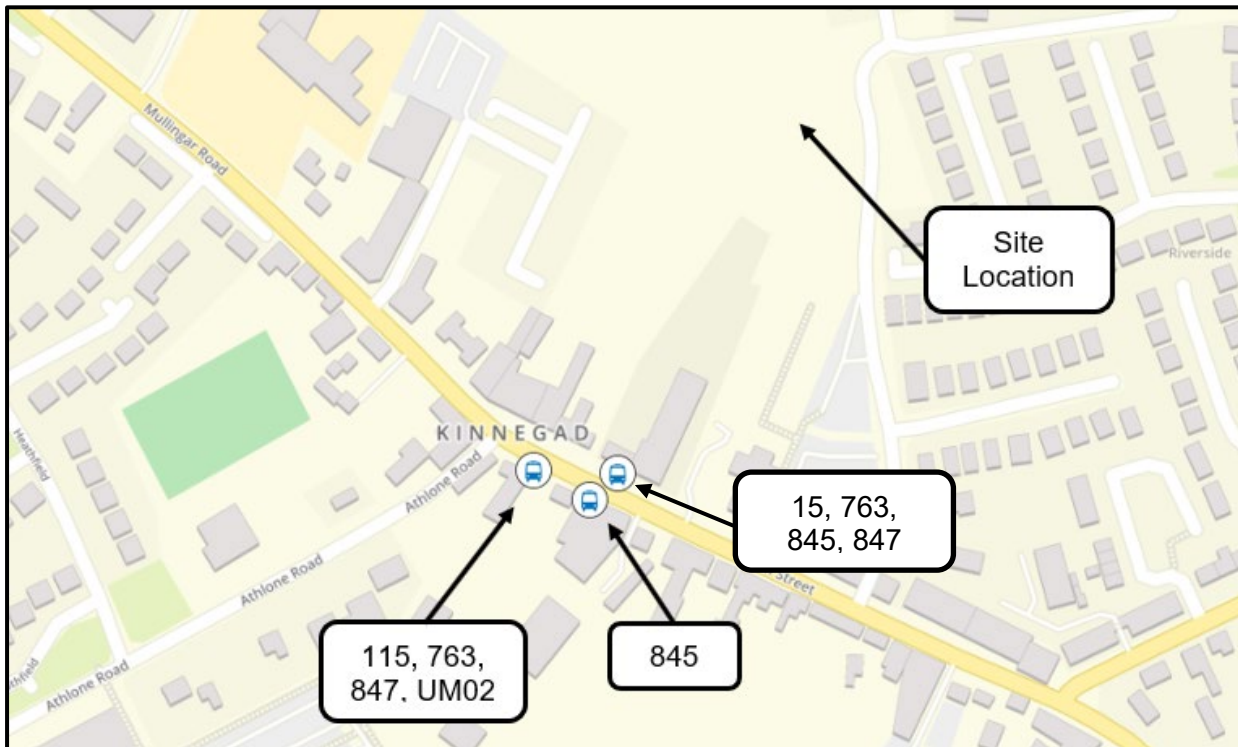 Mullingar Road
Site
Location
Riverside
KINNEGAD
Heathfield
Athlone Road
15, 763,
845, 847
Street
Athlone Road
115, 763,
847, UM02
845
Athlone Road